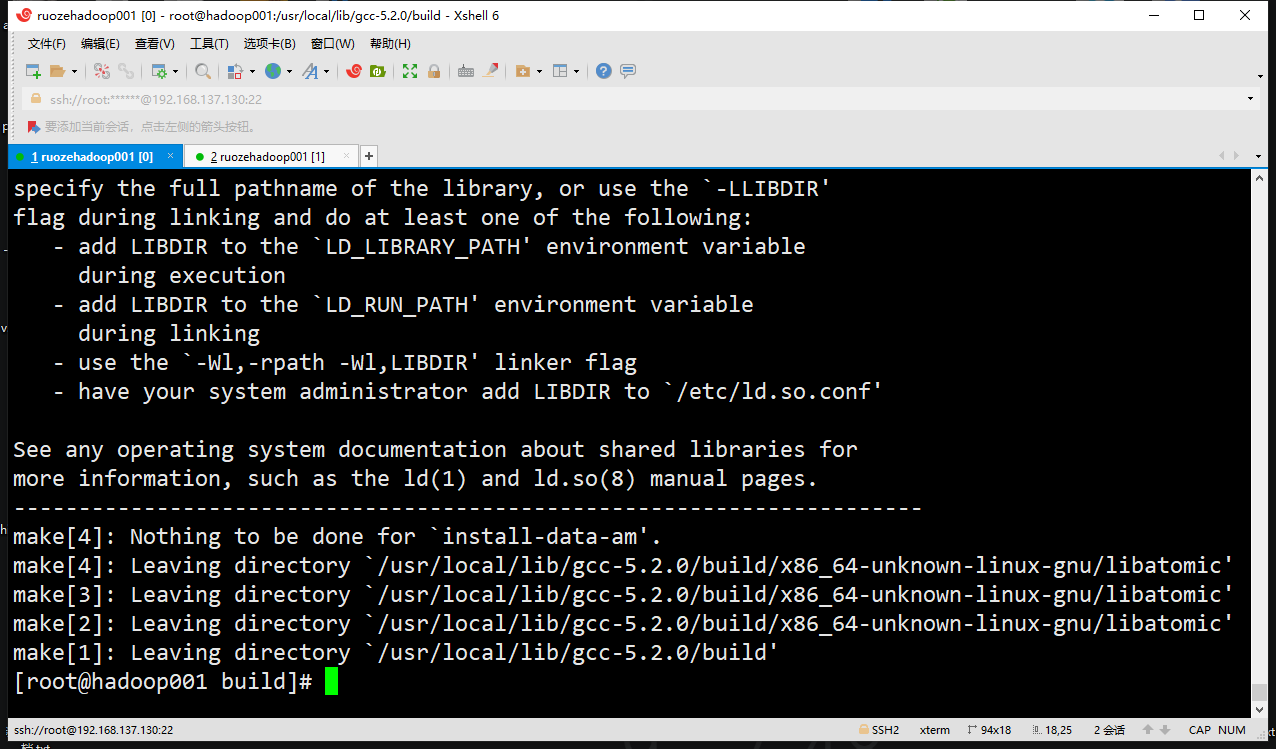 ruozehadoop001 [0] - root@hadoop001:/usr/local/lib/gcc-5.2.0/build - Xshell 6
文件(F) 编辑(E) 查看(V) 工具(T) 选项卡(B) 窗口(W) 帮助(H)
ssh://root:******@192.168.137.130:22
要添加当前会话，点击左侧的箭头按钮。
1 ruozehadoop001 [0] × 2 ruozehadoop001 [1] × +
specify the full pathname of the library, or use the `-LLIBDIR'
flag during linking and do at least one of the following:
   - add LIBDIR to the `LD_LIBRARY_PATH' environment variable
     during execution
   - add LIBDIR to the `LD_RUN_PATH' environment variable
     during linking
   - use the `-Wl,-rpath -Wl,LIBDIR' linker flag
   - have your system administrator add LIBDIR to `/etc/ld.so.conf'
See any operating system documentation about shared libraries for
more information, such as the ld(1) and ld.so(8) manual pages.
----------------------------------------------------------------------
make[4]: Nothing to be done for `install-data-am'.
make[4]: Leaving directory `/usr/local/lib/gcc-5.2.0/build/x86_64-unknown-linux-gnu/libatomic'
make[3]: Leaving directory `/usr/local/lib/gcc-5.2.0/build/x86_64-unknown-linux-gnu/libatomic'
make[2]: Leaving directory `/usr/local/lib/gcc-5.2.0/build/x86_64-unknown-linux-gnu/libatomic'
make[1]: Leaving directory `/usr/local/lib/gcc-5.2.0/build'
[root@hadoop001 build]#
ssh://root@192.168.137.130:22 SSH2 xterm 94x18 18,25 2 会话 CAP NUM